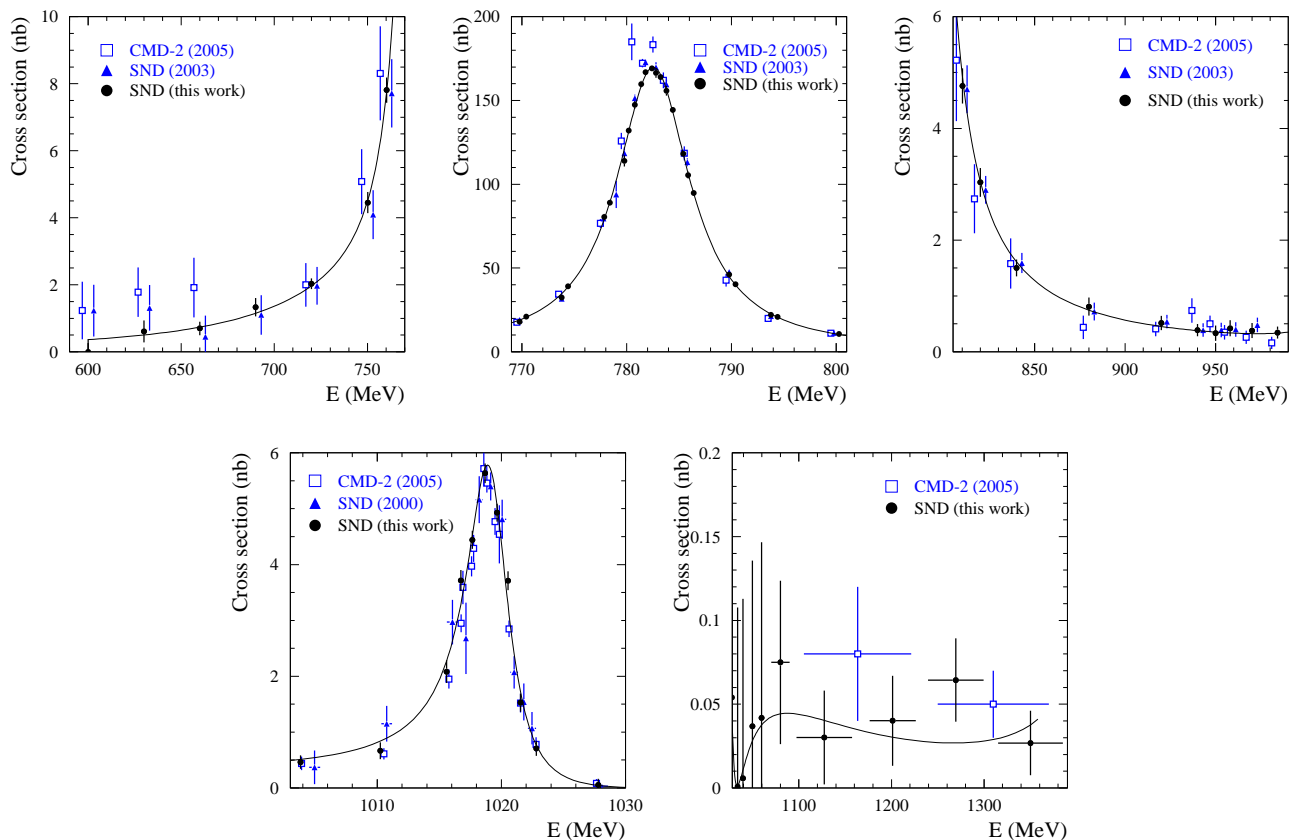 Cross section (nb)
10
8
6
4
2
0
CMD-2 (2005)
SND (2003)
SND (this work)
600
650
700
750
E (MeV)
Cross section (nb)
200
150
100
50
0
CMD-2 (2005)
SND (2003)
SND (this work)
770
780
790
800
E (MeV)
Cross section (nb)
6
4
2
0
CMD-2 (2005)
SND (2003)
SND (this work)
850
900
950
E (MeV)
Cross section (nb)
6
4
2
0
CMD-2 (2005)
SND (2000)
SND (this work)
1010
1020
1030
E (MeV)
Cross section (nb)
0.2
0.15
0.1
0.05
0
CMD-2 (2005)
SND (this work)
1100
1200
1300
E (MeV)